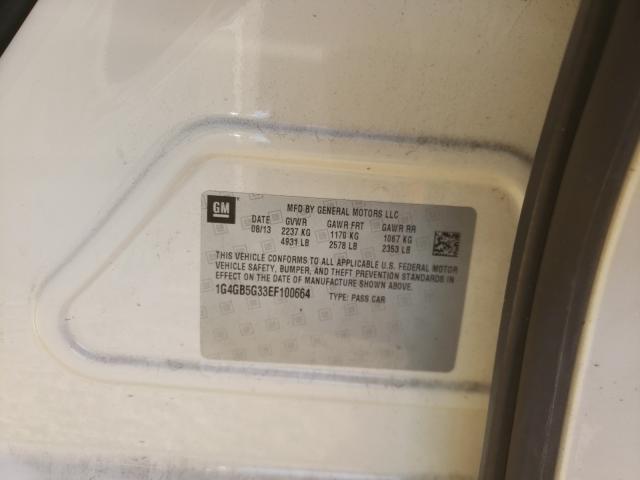 GM
MFD BY GENERAL MOTORS LLC
DATE GVWR GAWR FRT GAWR RR
08/13 2237 KG 1170 KG 1067 KG
4931 LB 2578 LB 2353 LB
THIS VEHICLE CONFORMS TO ALL APPLICABLE U.S. FEDERAL MOTOR
VEHICLE SAFETY, BUMPER, AND THEFT PREVENTION STANDARDS IN
EFFECT ON THE DATE OF MANUFACTURE SHOWN ABOVE.
1G4GB5G33EF100664 TYPE: PASS CAR